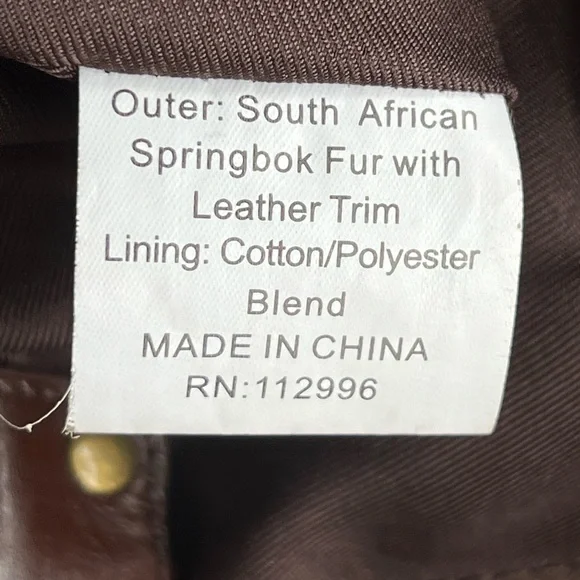 Outer: South African
Springbok Fur with
Leather Trim
Lining: Cotton/Polyester
Blend
MADE IN CHINA
RN:112996